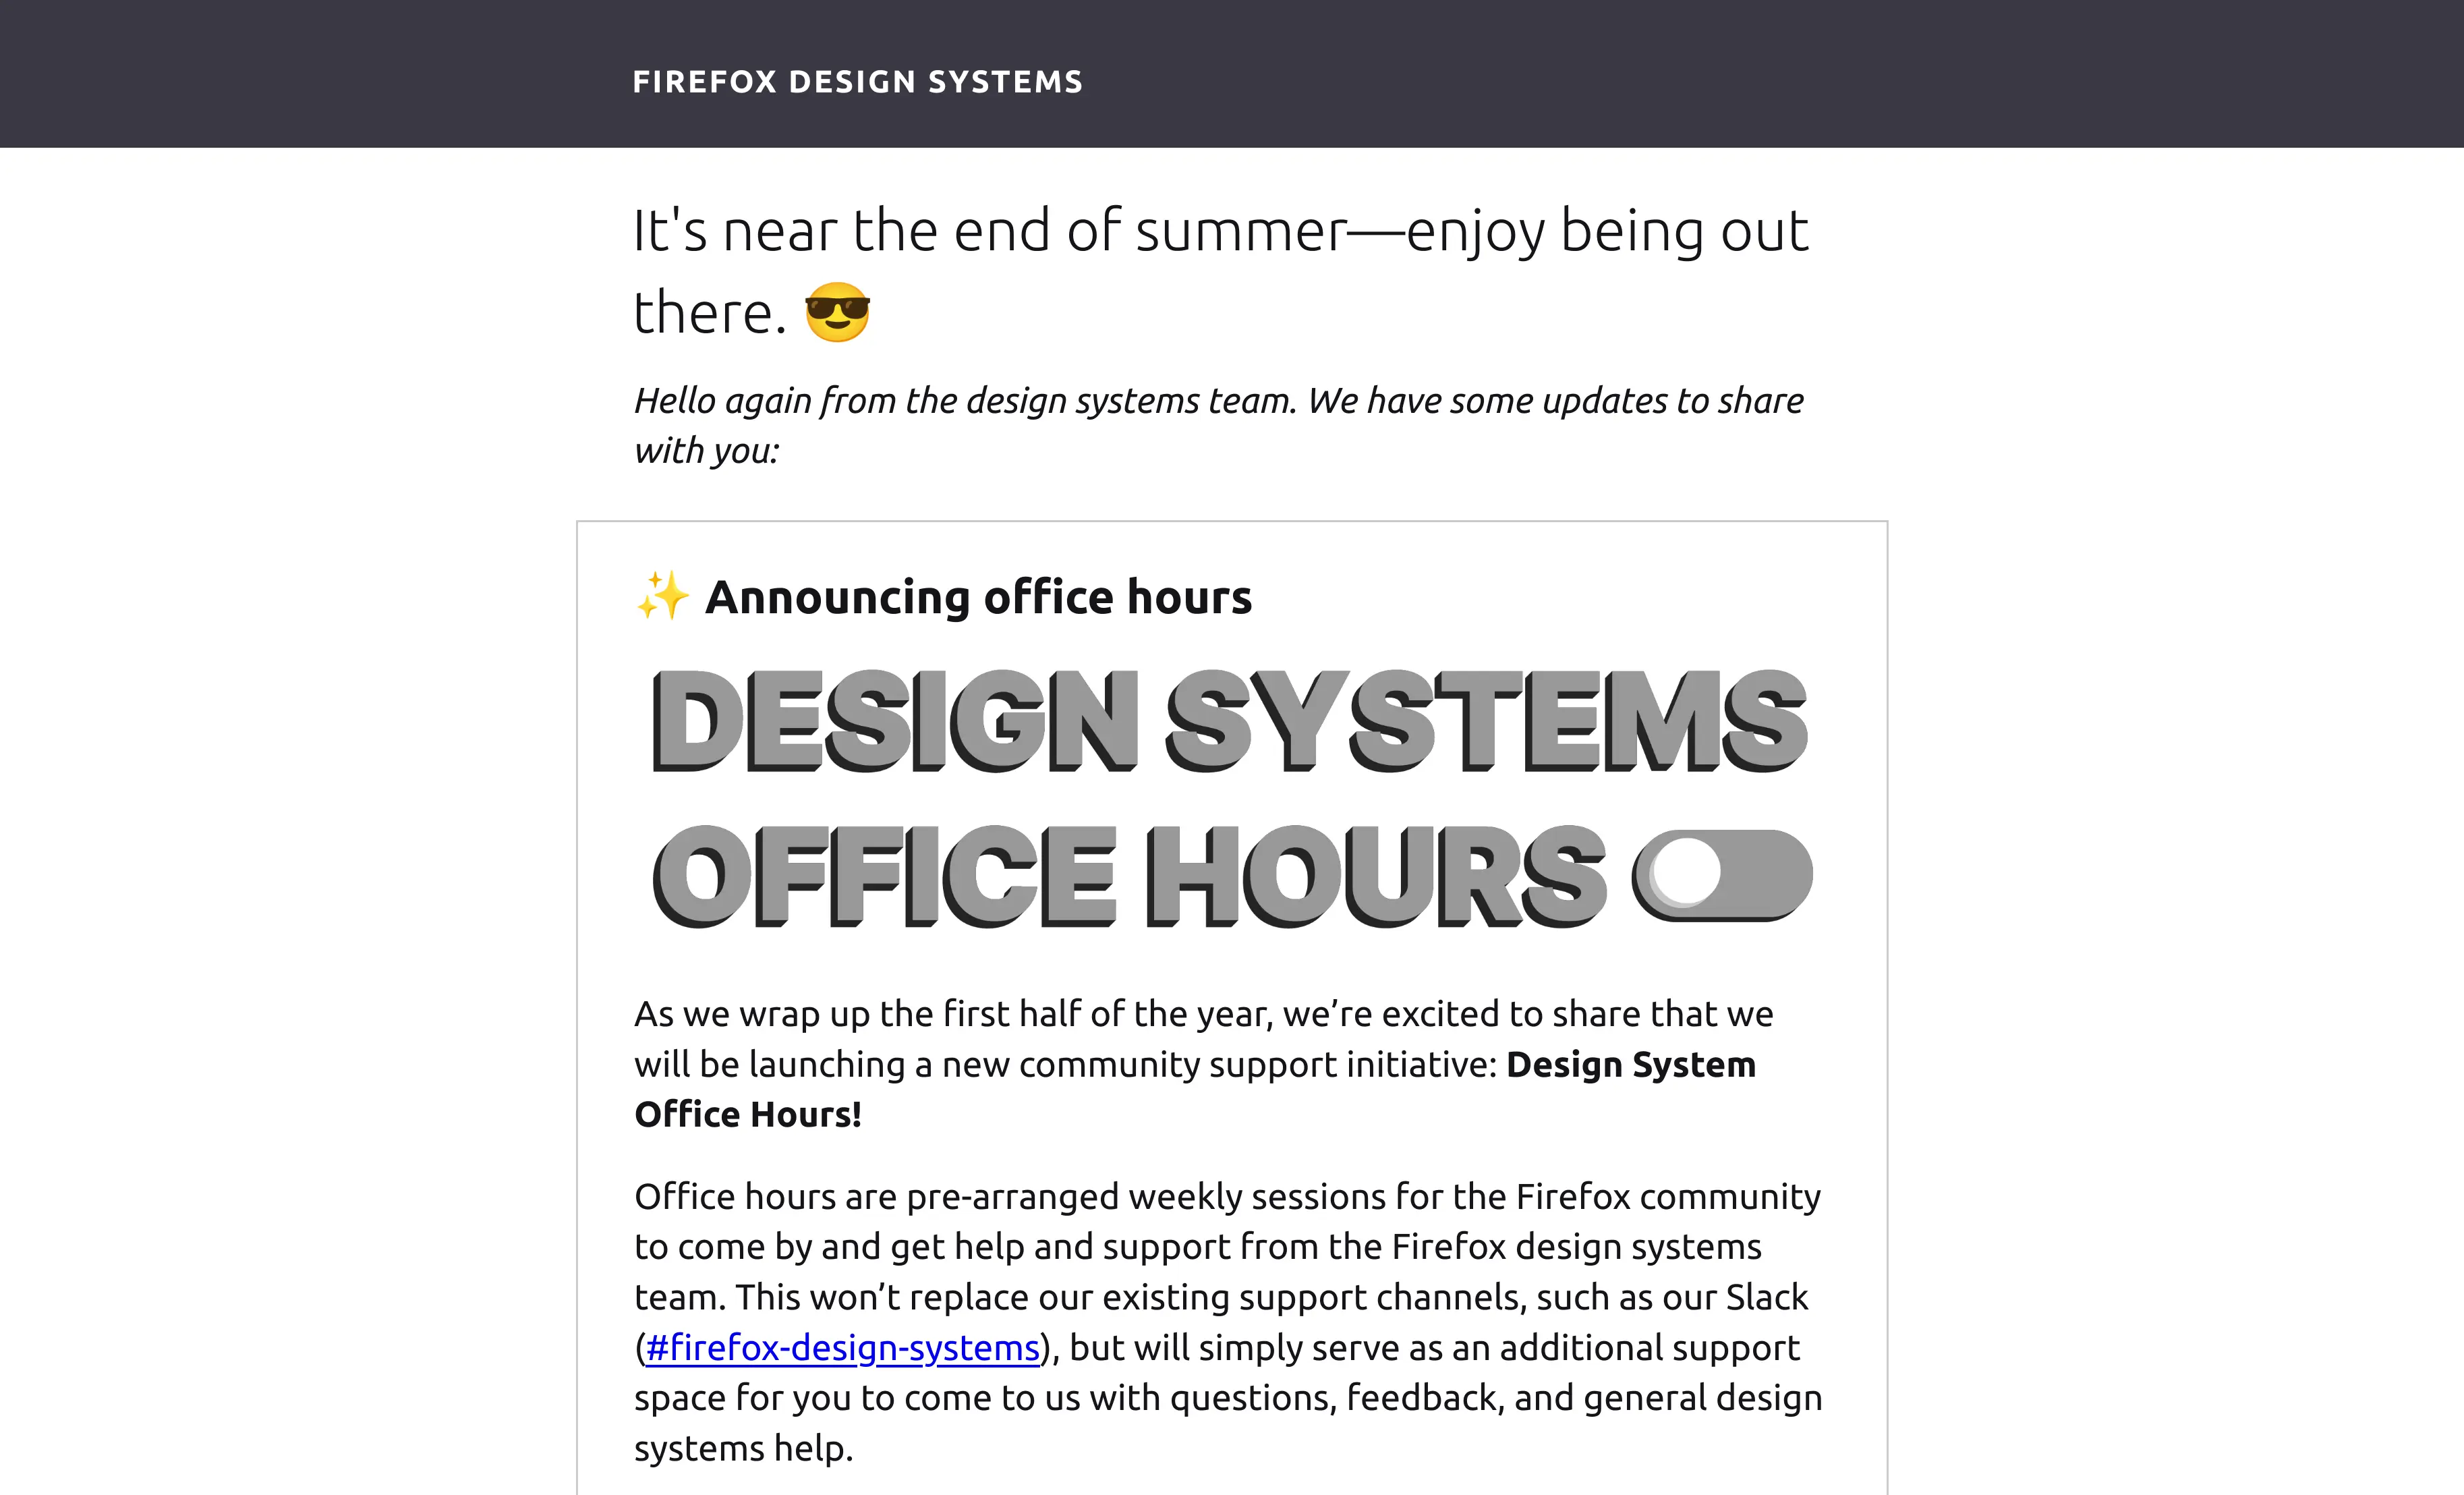 FIREFOX DESIGN SYSTEMS
It's near the end of summer—enjoy being out
there. 😎
Hello again from the design systems team. We have some updates to share
with you:
✨ Announcing office hours
DESIGN SYSTEMS
OFFICE HOURS
As we wrap up the first half of the year, we’re excited to share that we
will be launching a new community support initiative: Design System
Office Hours!
Office hours are pre-arranged weekly sessions for the Firefox community
to come by and get help and support from the Firefox design systems
team. This won’t replace our existing support channels, such as our Slack
(#firefox-design-systems), but will simply serve as an additional support
space for you to come to us with questions, feedback, and general design
systems help.